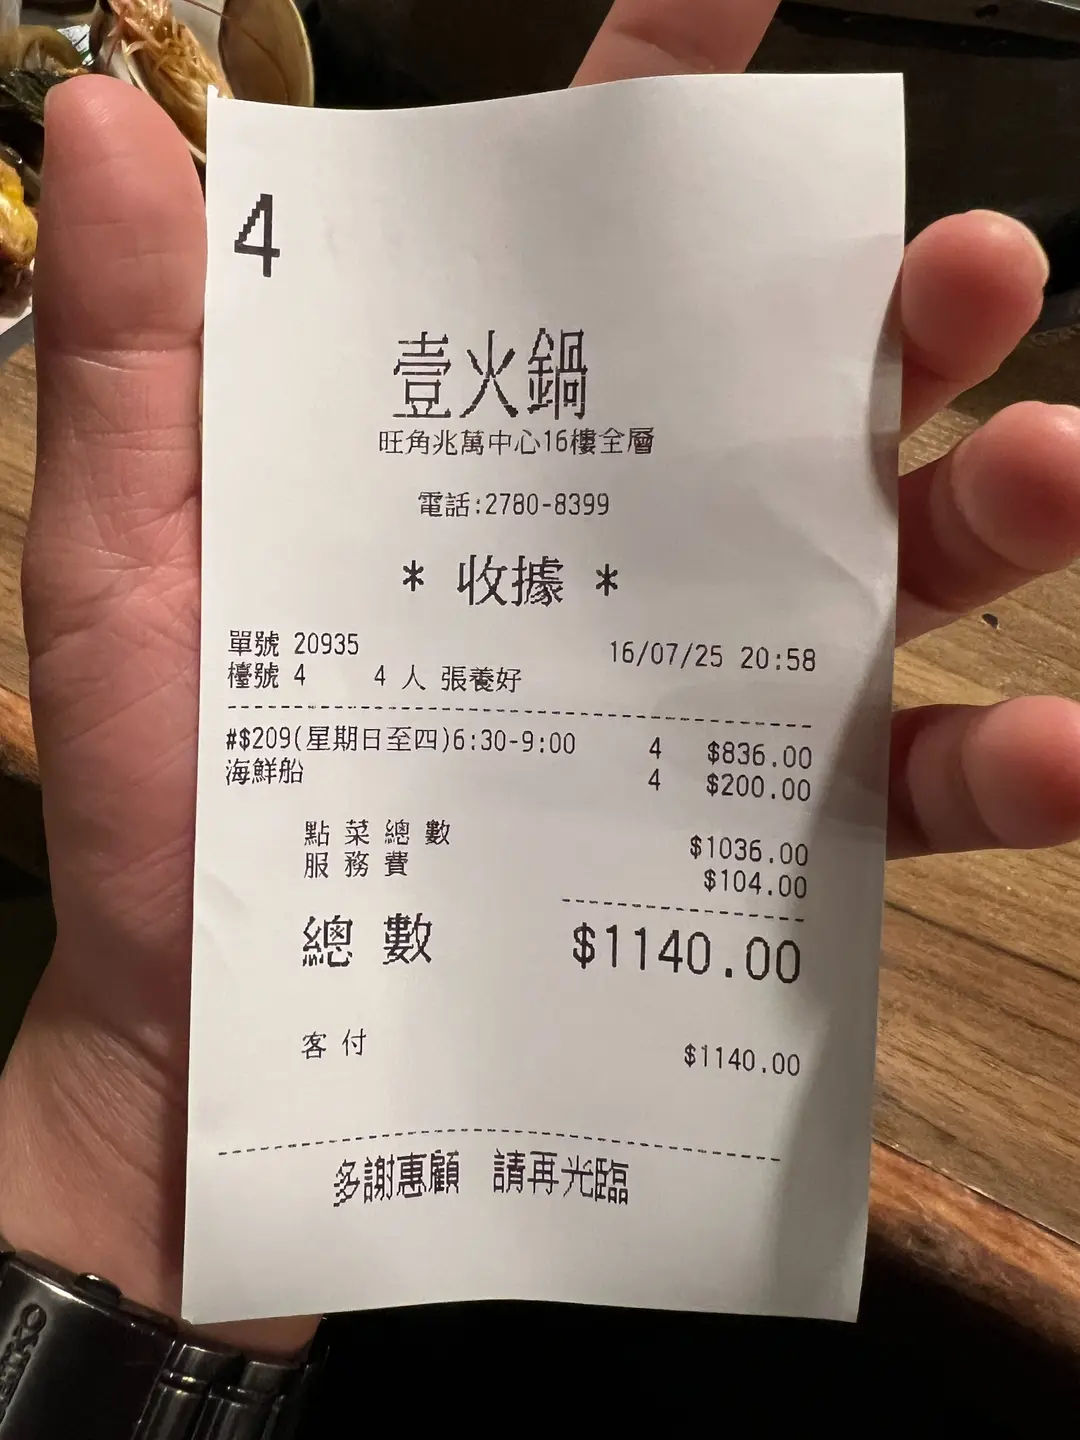 4
壹火鍋
旺角兆萬中心16樓全層
電話:2780-8399
* 收據 *
單號 20935 16/07/25 20:58
檯號 4 4 人 張養好
#$209(星期日至四)6:30-9:00 4 $836.00
海鮮船 4 $200.00
點菜總數 $1036.00
服務費 $104.00
總數 $1140.00
客付 $1140.00
多謝惠顧 請再光臨